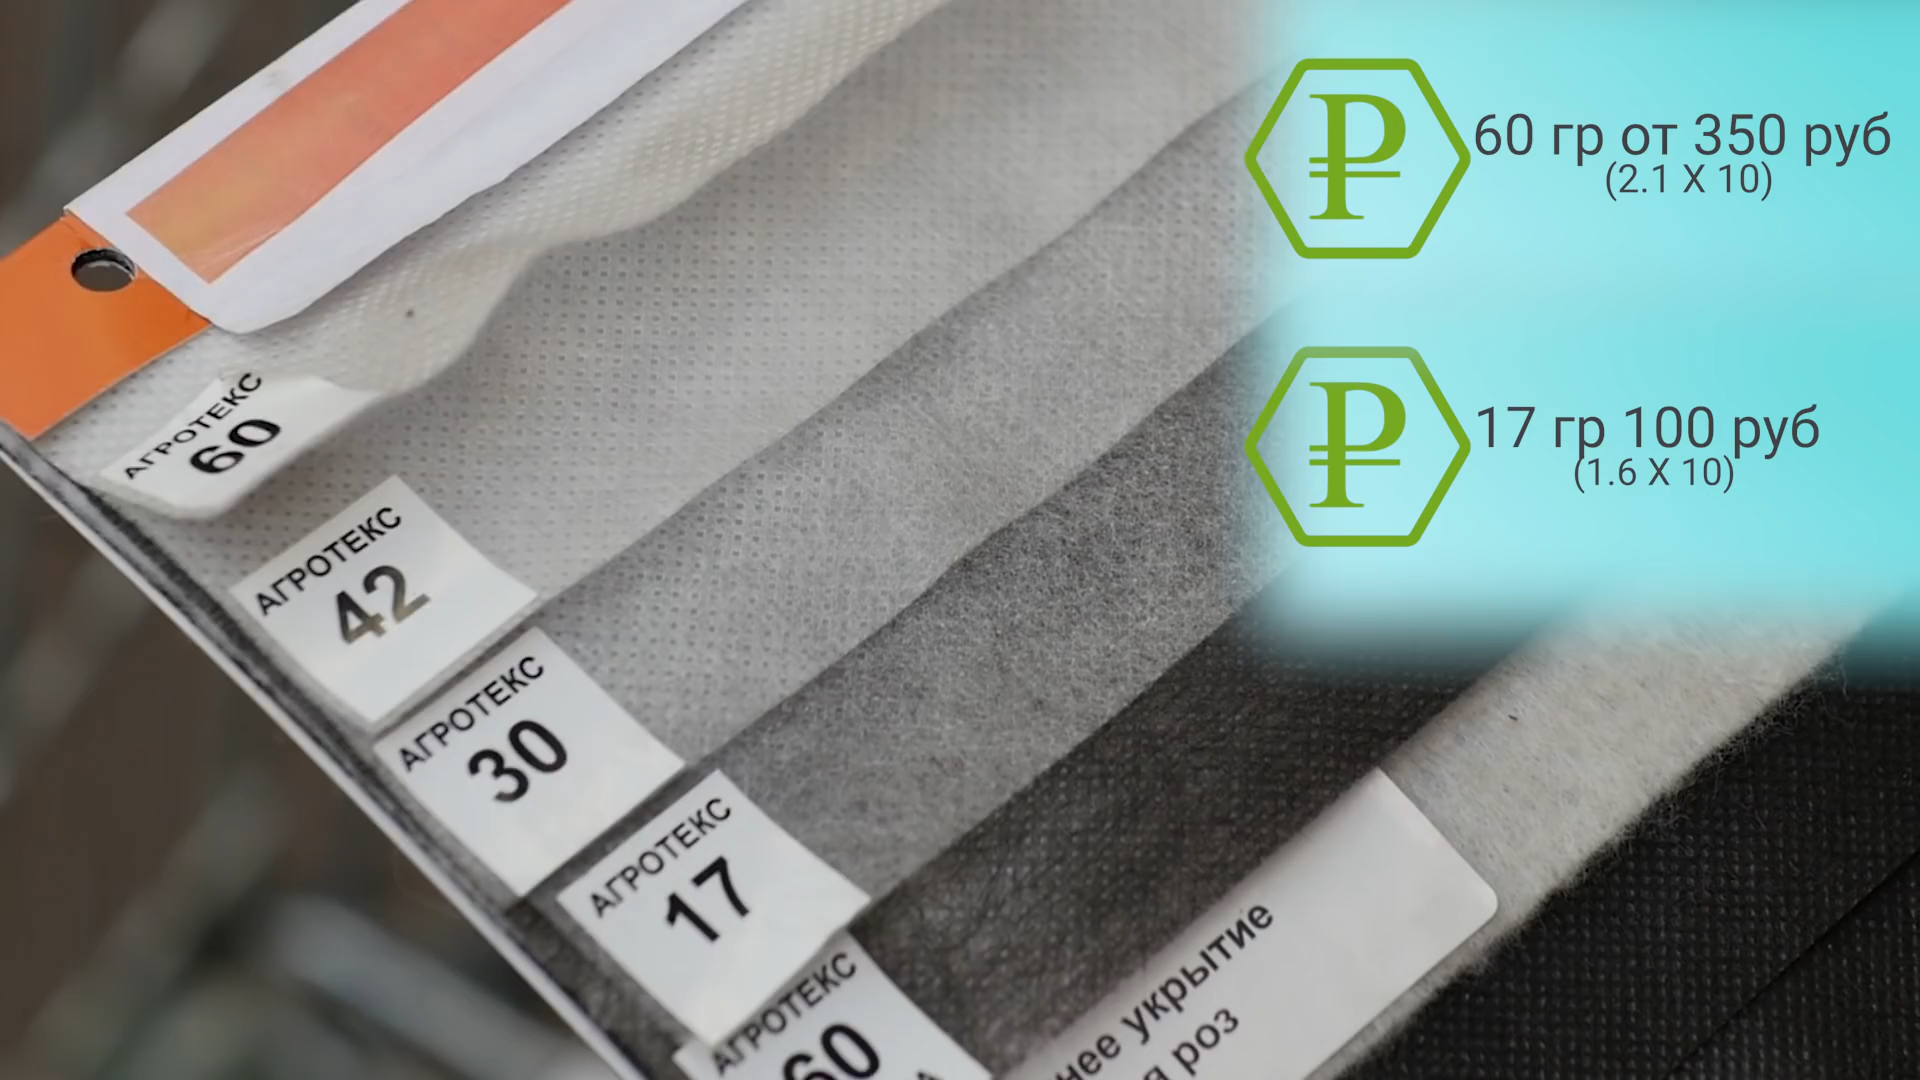 ₽
60 гр от 350 руб
(2.1 X 10)
₽
17 гр 100 руб
(1.6 X 10)
АГРОТЕКС
60
АГРОТЕКС
42
АГРОТЕКС
30
АГРОТЕКС
17
АГРОТЕКС
60
укрытие
роз